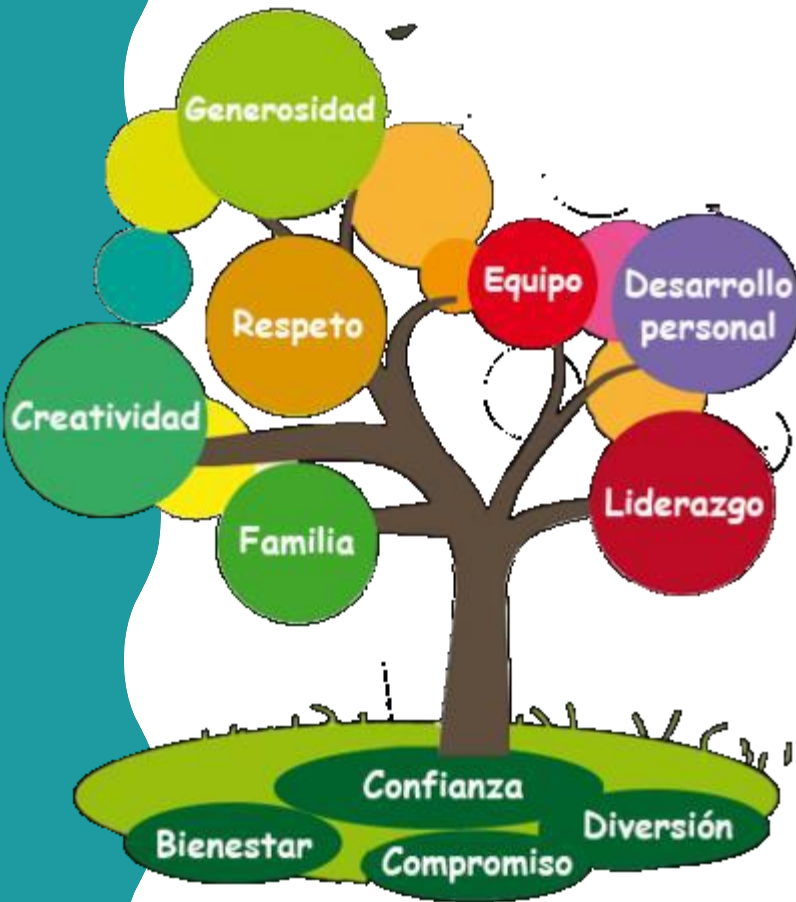 Generosidad
Equipo
Desarrollo
personal
Respeto
Creatividad
Liderazgo
Familia
Confianza
Diversión
Bienestar
Compromiso